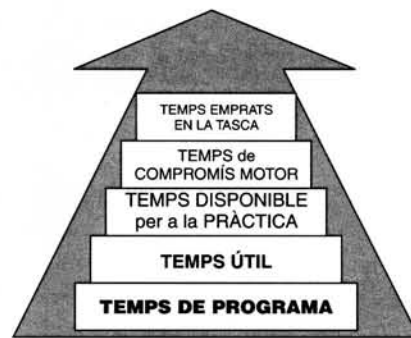 TEMPS EMPRATS
EN LA TASCA
TEMPS de
COMPROMÍS MOTOR
TEMPS DISPONIBLE
per a la PRÀCTICA
TEMPS ÚTIL
TEMPS DE PROGRAMA